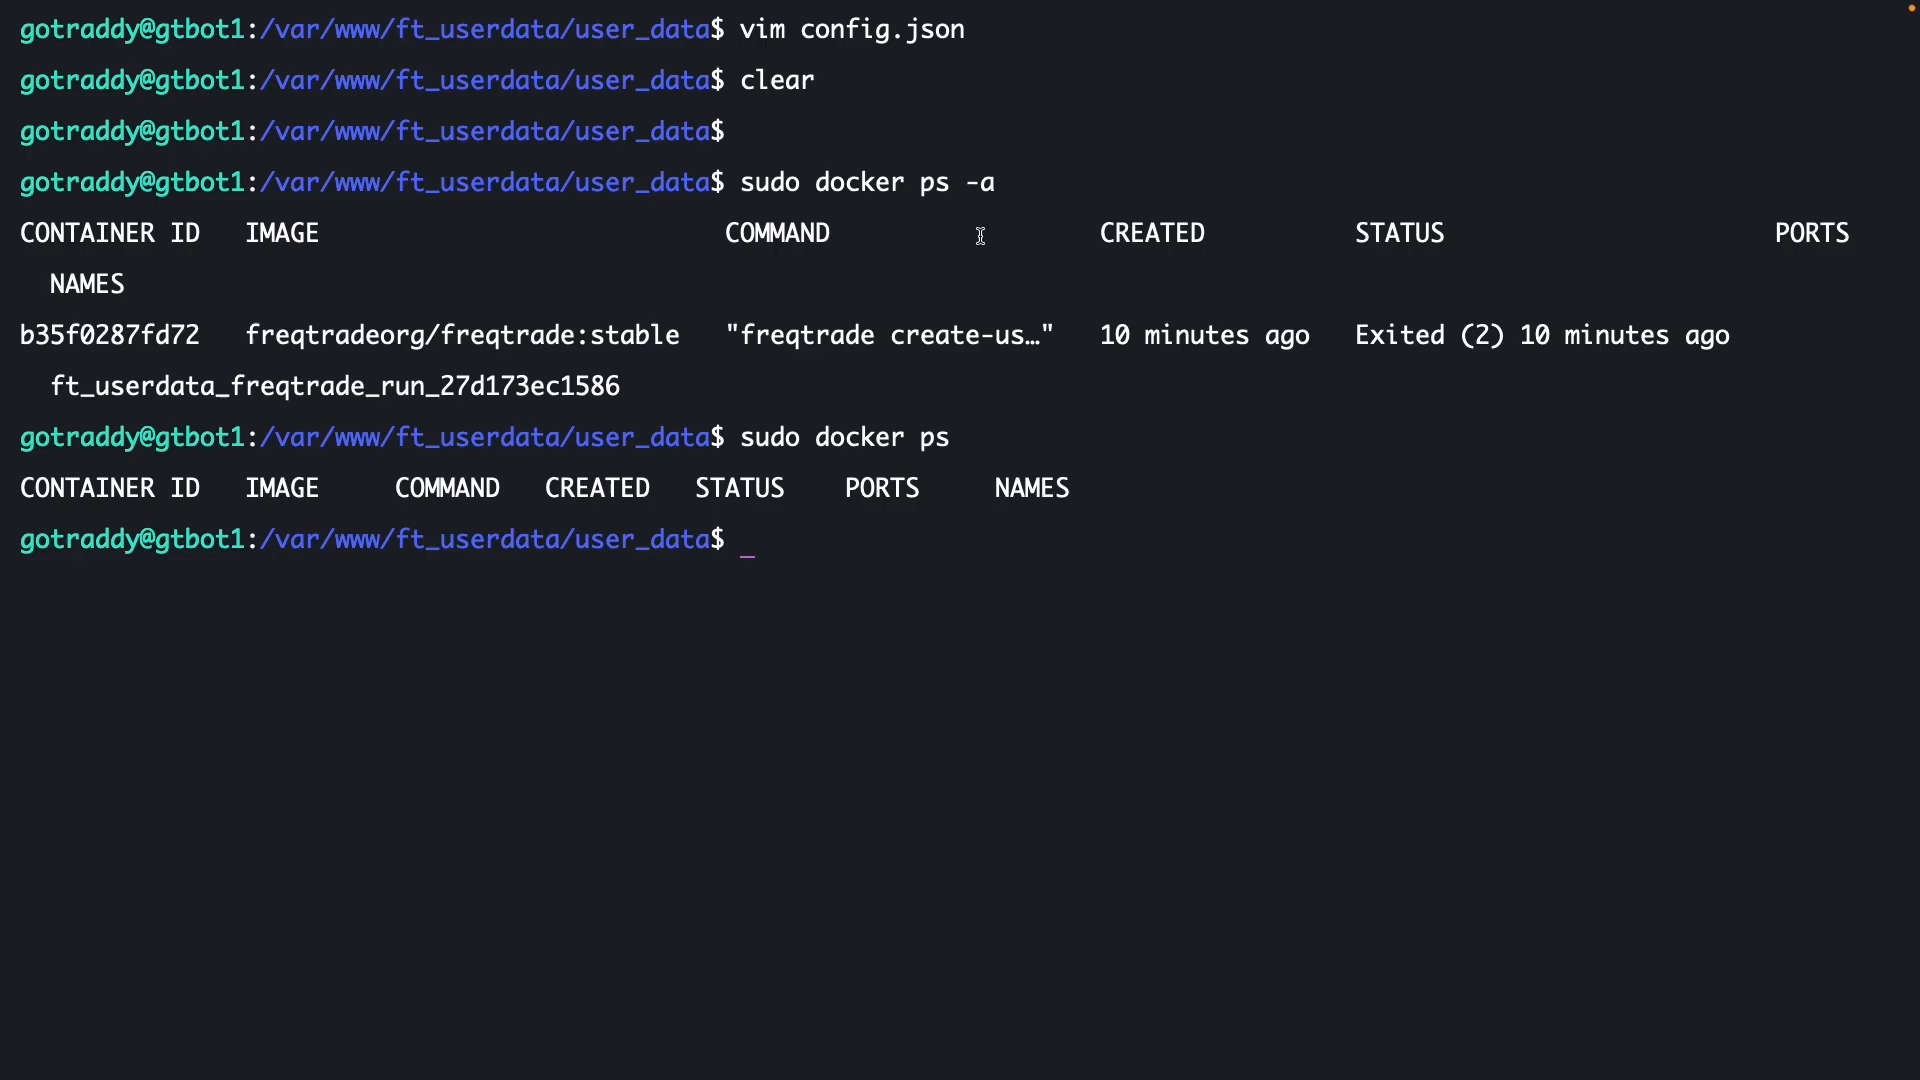 gotraddy@gtbot1:/var/www/ft_userdata/user_data$ vim config.json
gotraddy@gtbot1:/var/www/ft_userdata/user_data$ clear
gotraddy@gtbot1:/var/www/ft_userdata/user_data$
gotraddy@gtbot1:/var/www/ft_userdata/user_data$ sudo docker ps -a
CONTAINER ID   IMAGE                           COMMAND                  CREATED          STATUS                      PORTS
  NAMES
b35f0287fd72   freqtradeorg/freqtrade:stable   "freqtrade create-us…"   10 minutes ago   Exited (2) 10 minutes ago
  ft_userdata_freqtrade_run_27d173ec1586
gotraddy@gtbot1:/var/www/ft_userdata/user_data$ sudo docker ps
CONTAINER ID   IMAGE     COMMAND   CREATED   STATUS    PORTS     NAMES
gotraddy@gtbot1:/var/www/ft_userdata/user_data$ _